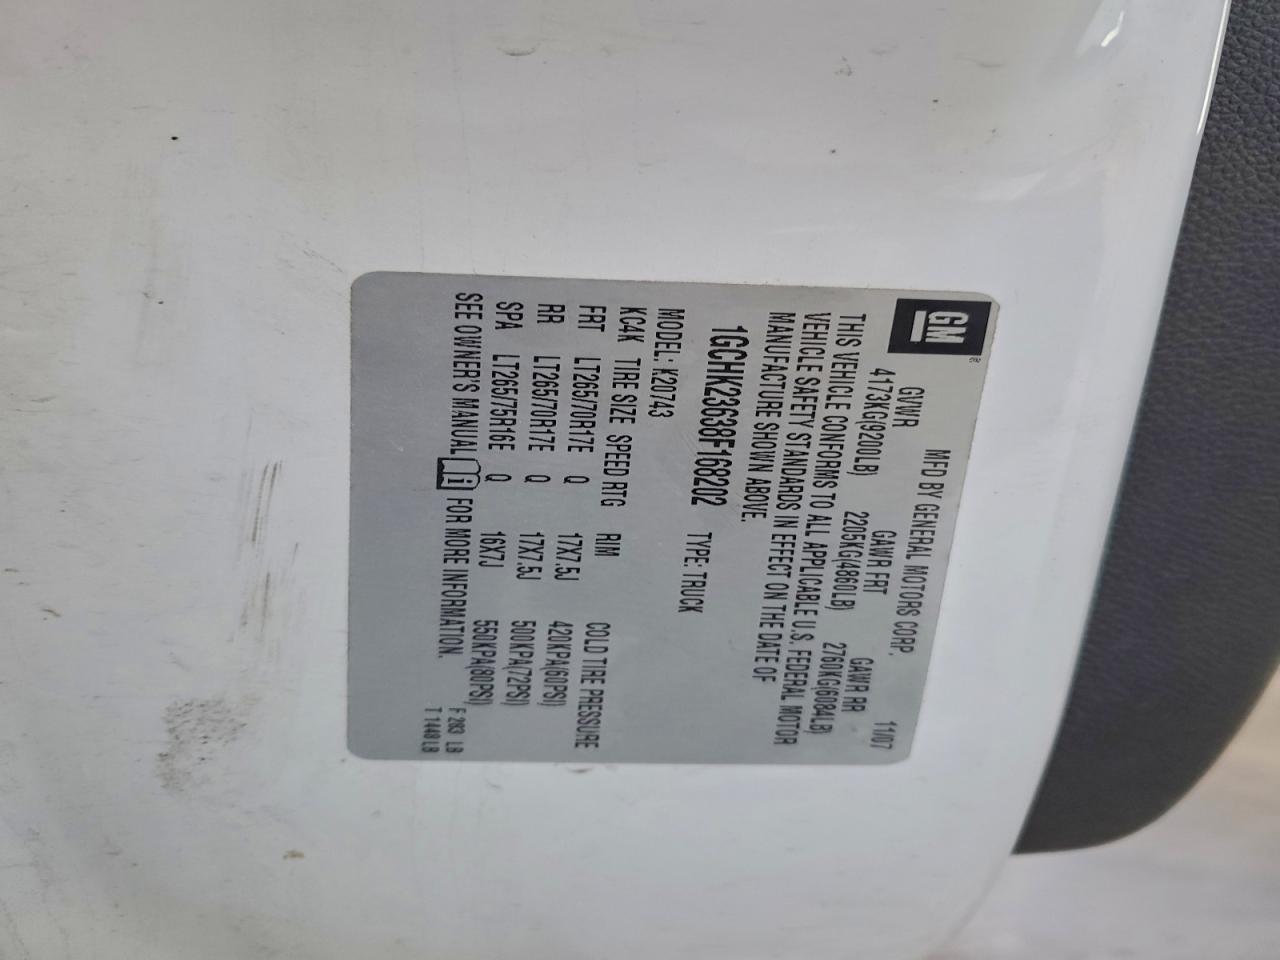 GM®
MFD BY GENERAL MOTORS CORP. 11/07
GVWR GAWR FRT GAWR RR
4173KG(9200LB) 2205KG(4860LB) 2760KG(6084LB)
THIS VEHICLE CONFORMS TO ALL APPLICABLE U.S. FEDERAL MOTOR
VEHICLE SAFETY STANDARDS IN EFFECT ON THE DATE OF
MANUFACTURE SHOWN ABOVE.
1GCHK23638F168202 TYPE: TRUCK
MODEL: K20743
KC4K TIRE SIZE SPEED RTG RIM COLD TIRE PRESSURE
FRT LT265/70R17E Q 17X7.5J 420KPA(60PSI)
RR LT265/70R17E Q 17X7.5J 500KPA(72PSI)
SPA LT265/75R16E Q 16X7J 550KPA(80PSI)
SEE OWNER'S MANUAL i FOR MORE INFORMATION.
F 283 LB
T 1448 LB